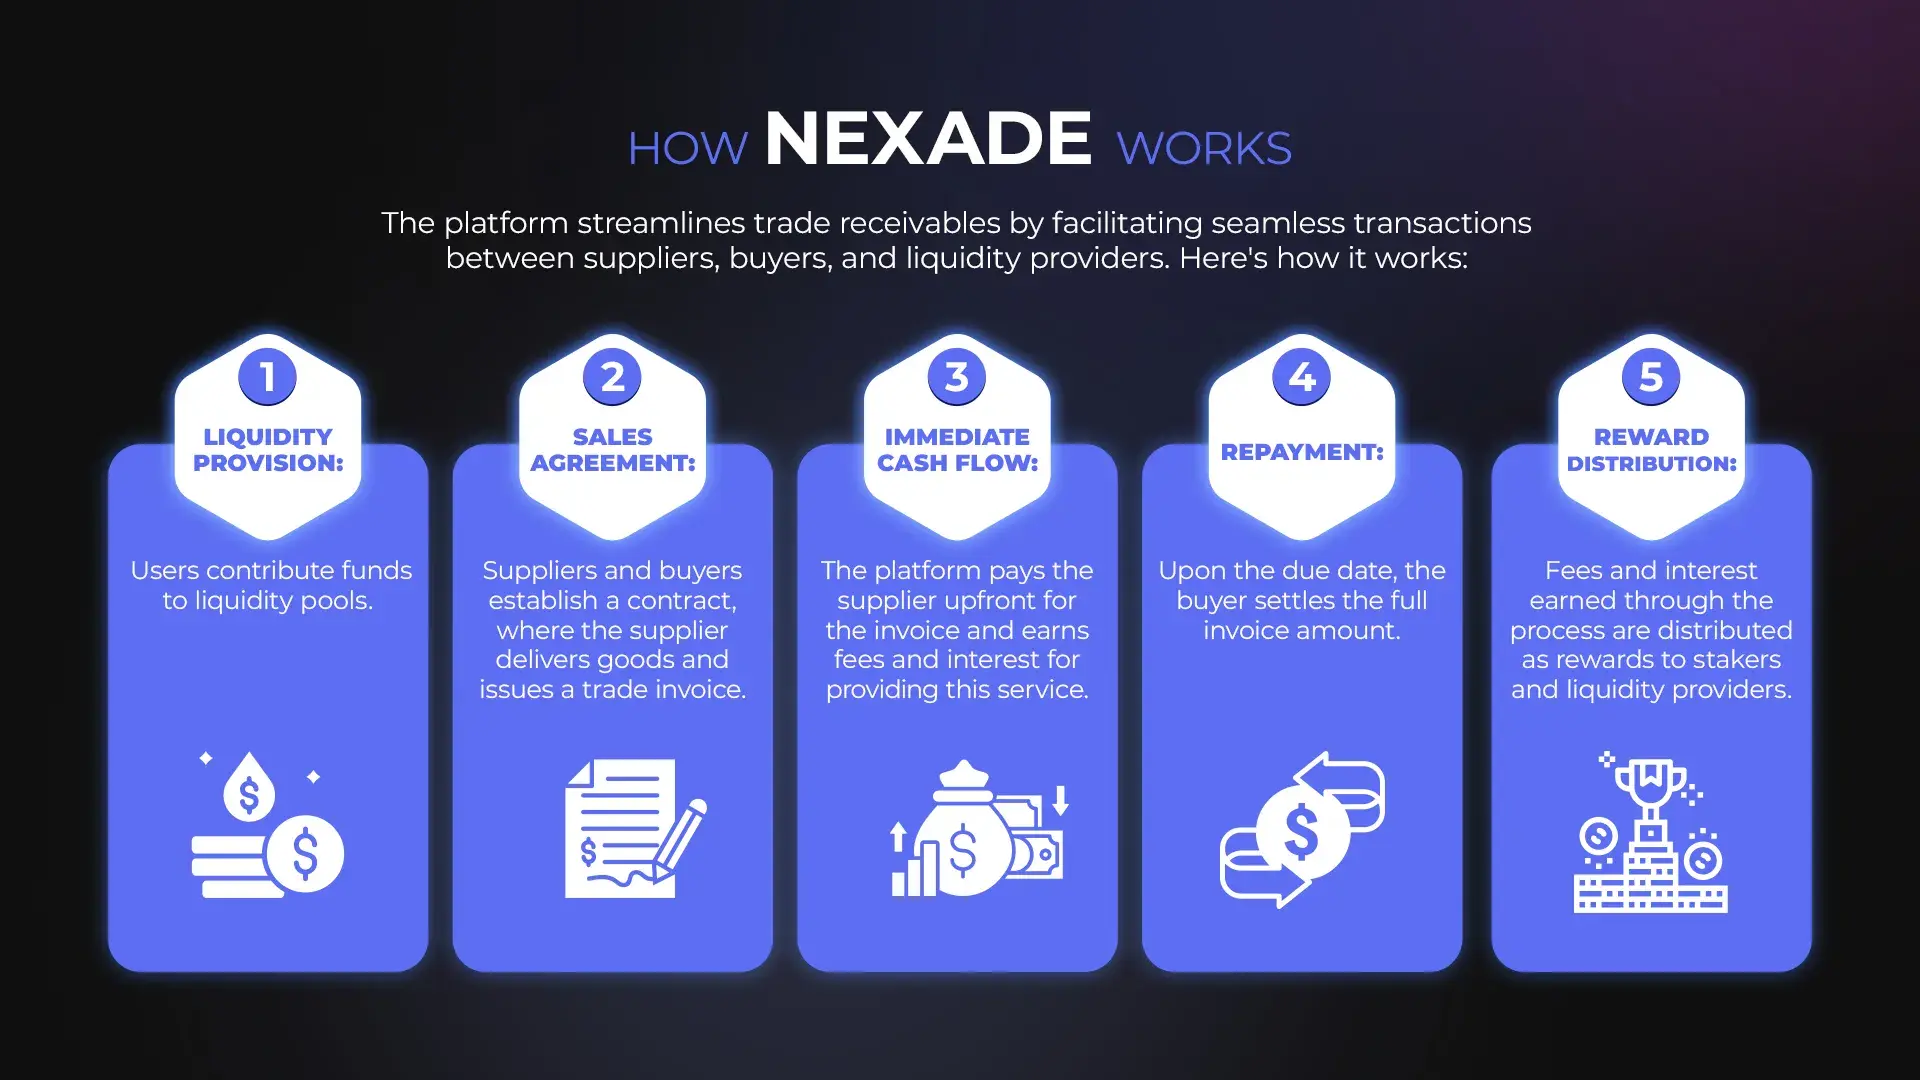 HOW NEXADE WORKS
The platform streamlines trade receivables by facilitating seamless transactions
between suppliers, buyers, and liquidity providers. Here's how it works:
1
LIQUIDITY
PROVISION:
Users contribute funds
to liquidity pools.
$
$
2
SALES
AGREEMENT:
Suppliers and buyers
establish a contract,
where the supplier
delivers goods and
issues a trade invoice.
$
3
IMMEDIATE
CASH FLOW:
The platform pays the
supplier upfront for
the invoice and earns
fees and interest for
providing this service.
$
4
REPAYMENT:
Upon the due date, the
buyer settles the full
invoice amount.
$
5
REWARD
DISTRIBUTION:
Fees and interest
earned through the
process are distributed
as rewards to stakers
and liquidity providers.